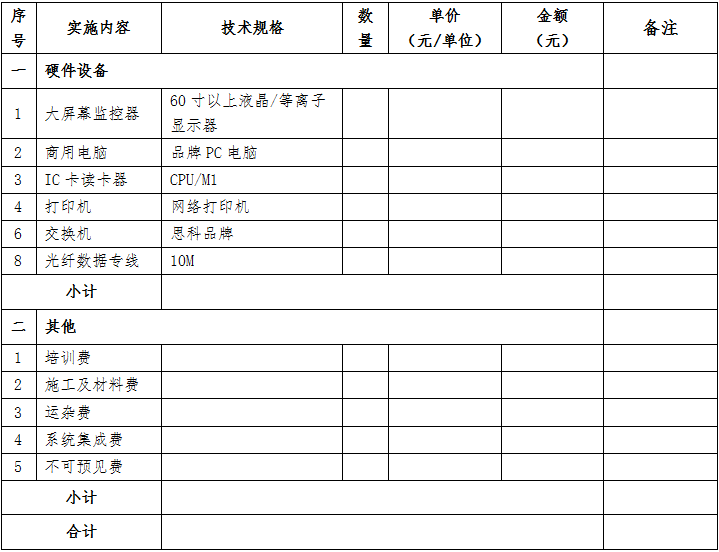 序号 实施内容 技术规格 数量 单价（元/单位） 金额（元） 备注
一 硬件设备
1 大屏幕监控器 60寸以上液晶/等离子显示器
2 商用电脑 品牌PC电脑
3 IC卡读卡器 CPU/M1
4 打印机 网络打印机
6 交换机 思科品牌
8 光纤数据专线 10M
小计
二 其他
1 培训费
2 施工及材料费
3 运杂费
4 系统集成费
5 不可预见费
小计
合计